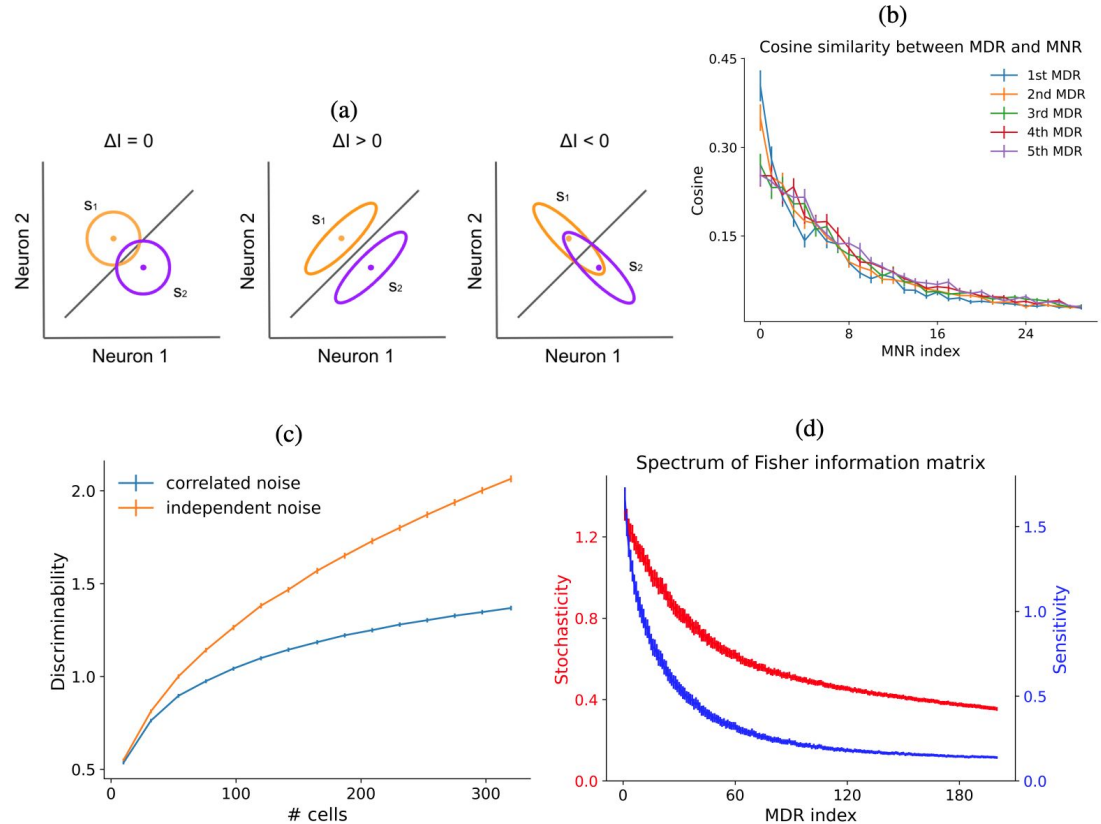 (a)
ΔI = 0
ΔI > 0
ΔI < 0
Neuron 2
S1
S2
Neuron 1
Neuron 2
S1
S2
Neuron 1
Neuron 2
S1
S2
Neuron 1
(b)
Cosine similarity between MDR and MNR
0.45
0.30
0.15
Cosine
1st MDR
2nd MDR
3rd MDR
4th MDR
5th MDR
0 8 16 24
MNR index
(c)
correlated noise
independent noise
Discriminability
2.0
1.5
1.0
0.5
0 100 200 300
# cells
(d)
Spectrum of Fisher information matrix
Stochasticity
1.2
0.8
0.4
0.0
1.5
1.0
0.5
0.0
Sensitivity
0 60 120 180
MDR index